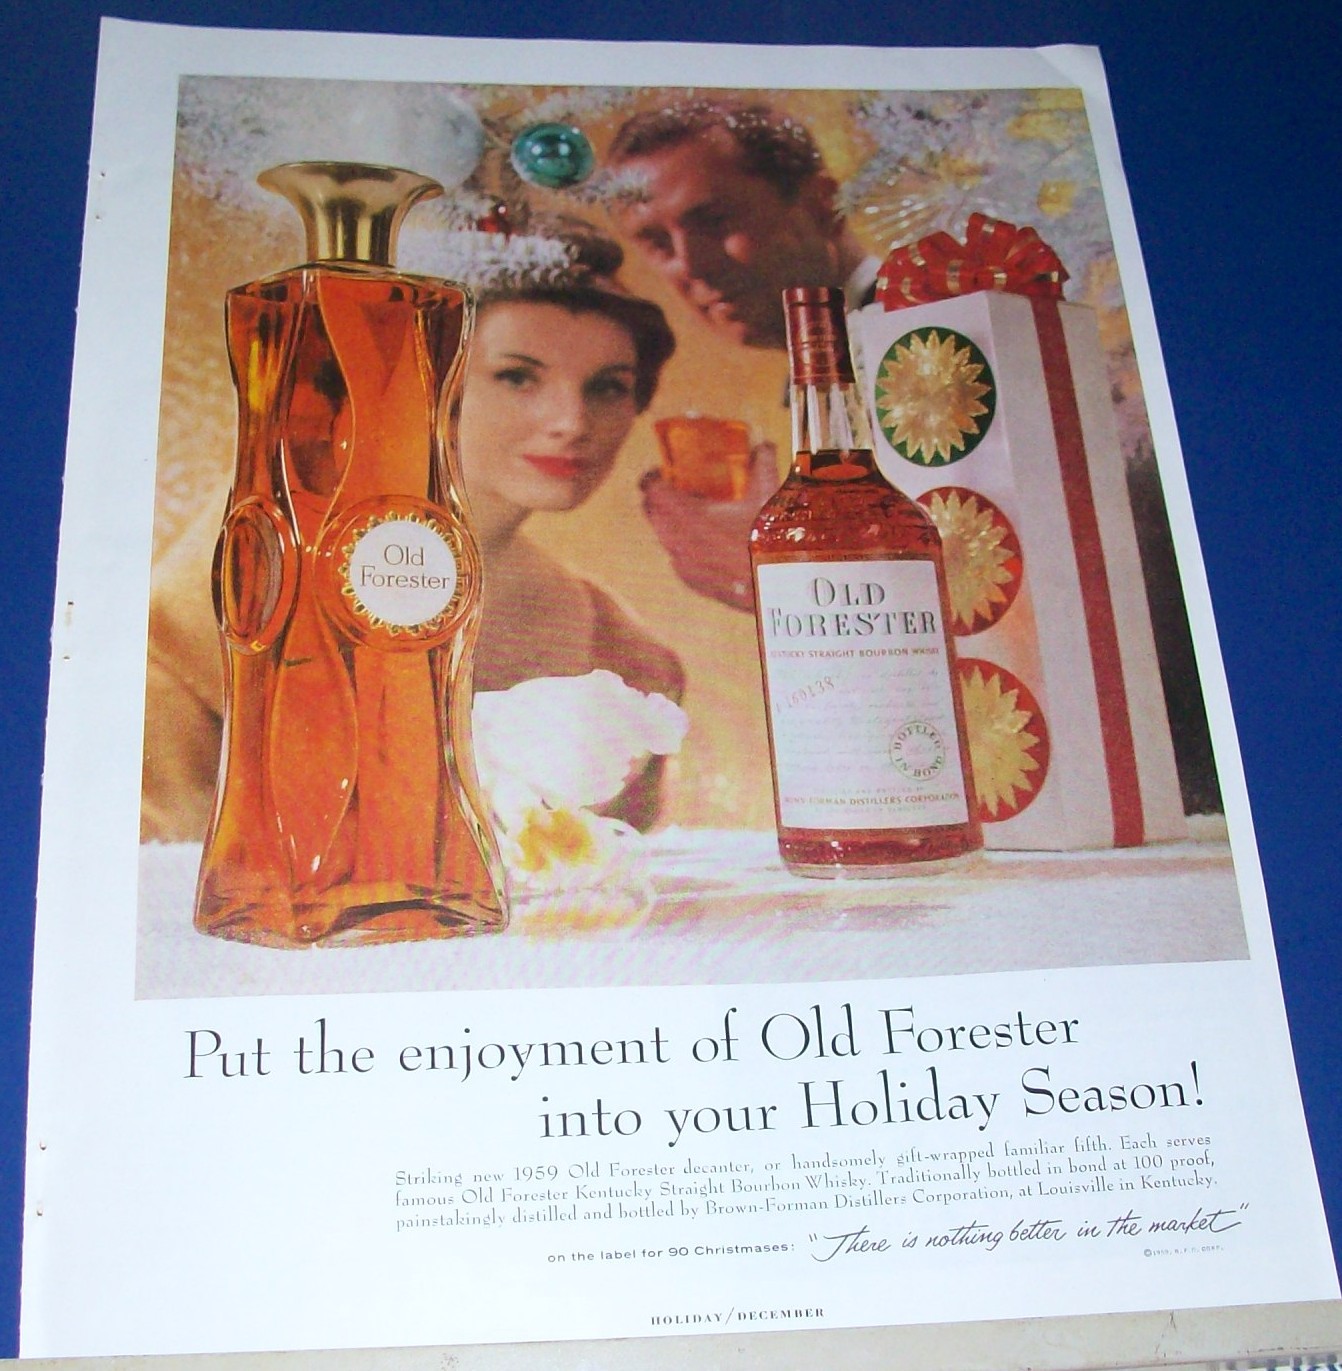 Old
Forester
OLD
FORESTER
KENTUCKY STRAIGHT BOURBON WHISKY
160138
BOTTLED
IN BOND
BROWN-FORMAN DISTILLERS CORPORATION
Put the enjoyment of Old Forester
into your Holiday Season!
Striking new 1959 Old Forester decanter, or handsomely gift-wrapped familiar fifth. Each serves
famous Old Forester Kentucky Straight Bourbon Whisky. Traditionally bottled in bond at 100 proof,
painstakingly distilled and bottled by Brown-Forman Distillers Corporation, at Louisville in Kentucky.
on the label for 90 Christmases: "There is nothing better in the market"
HOLIDAY/DECEMBER